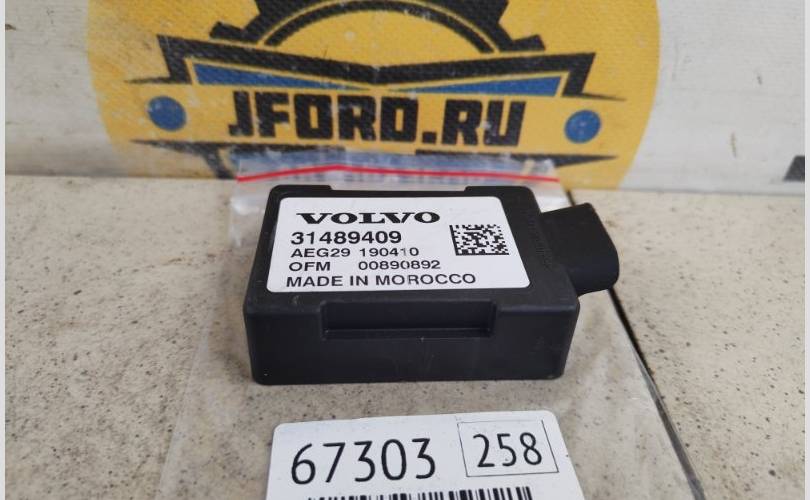 JFORD.RU
VOLVO
31489409
AEG29 190410
OFM 00890892
MADE IN MOROCCO
67303 258